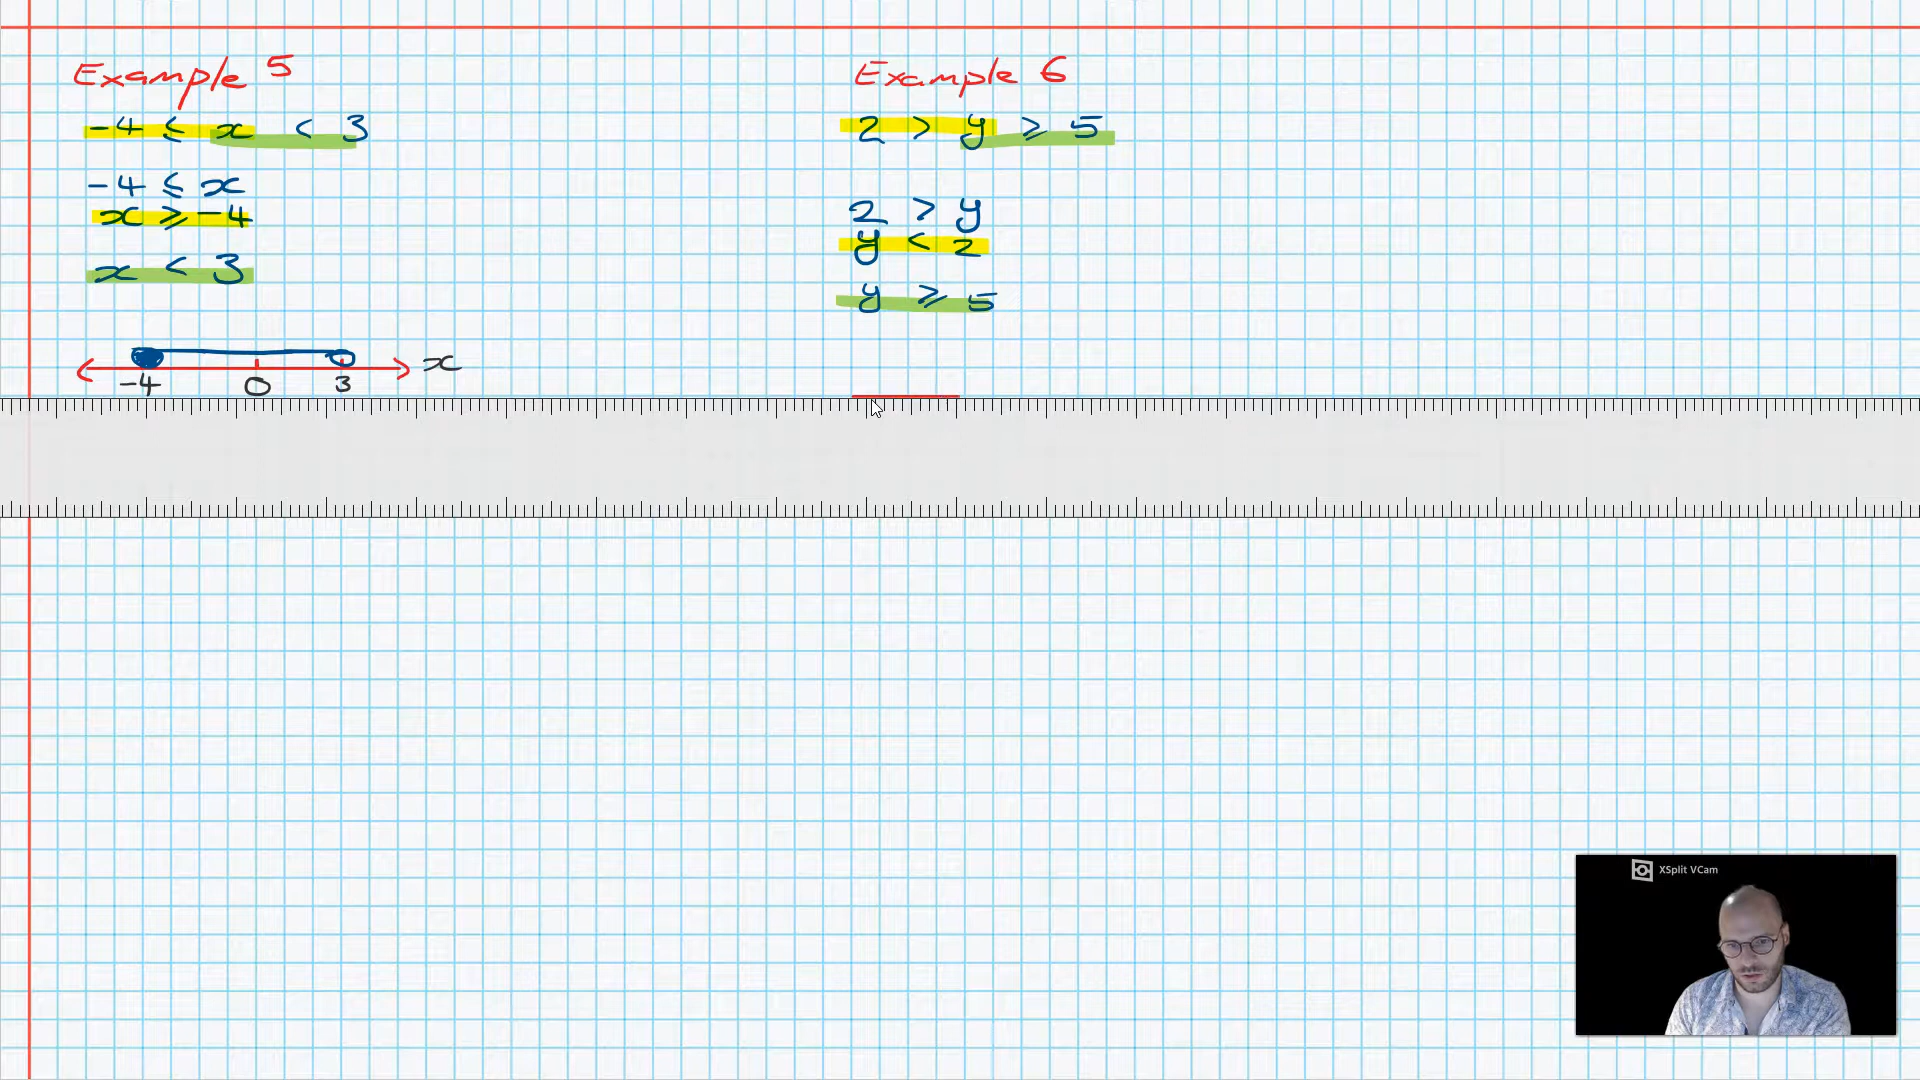 Example 5
-4 ≤ x < 3
-4 ≤ x
x ≥ -4
x < 3
-4 0 3 x
Example 6
2 > y ≥ 5
2 > y
y < 2
y ≥ 5
XSplit VCam